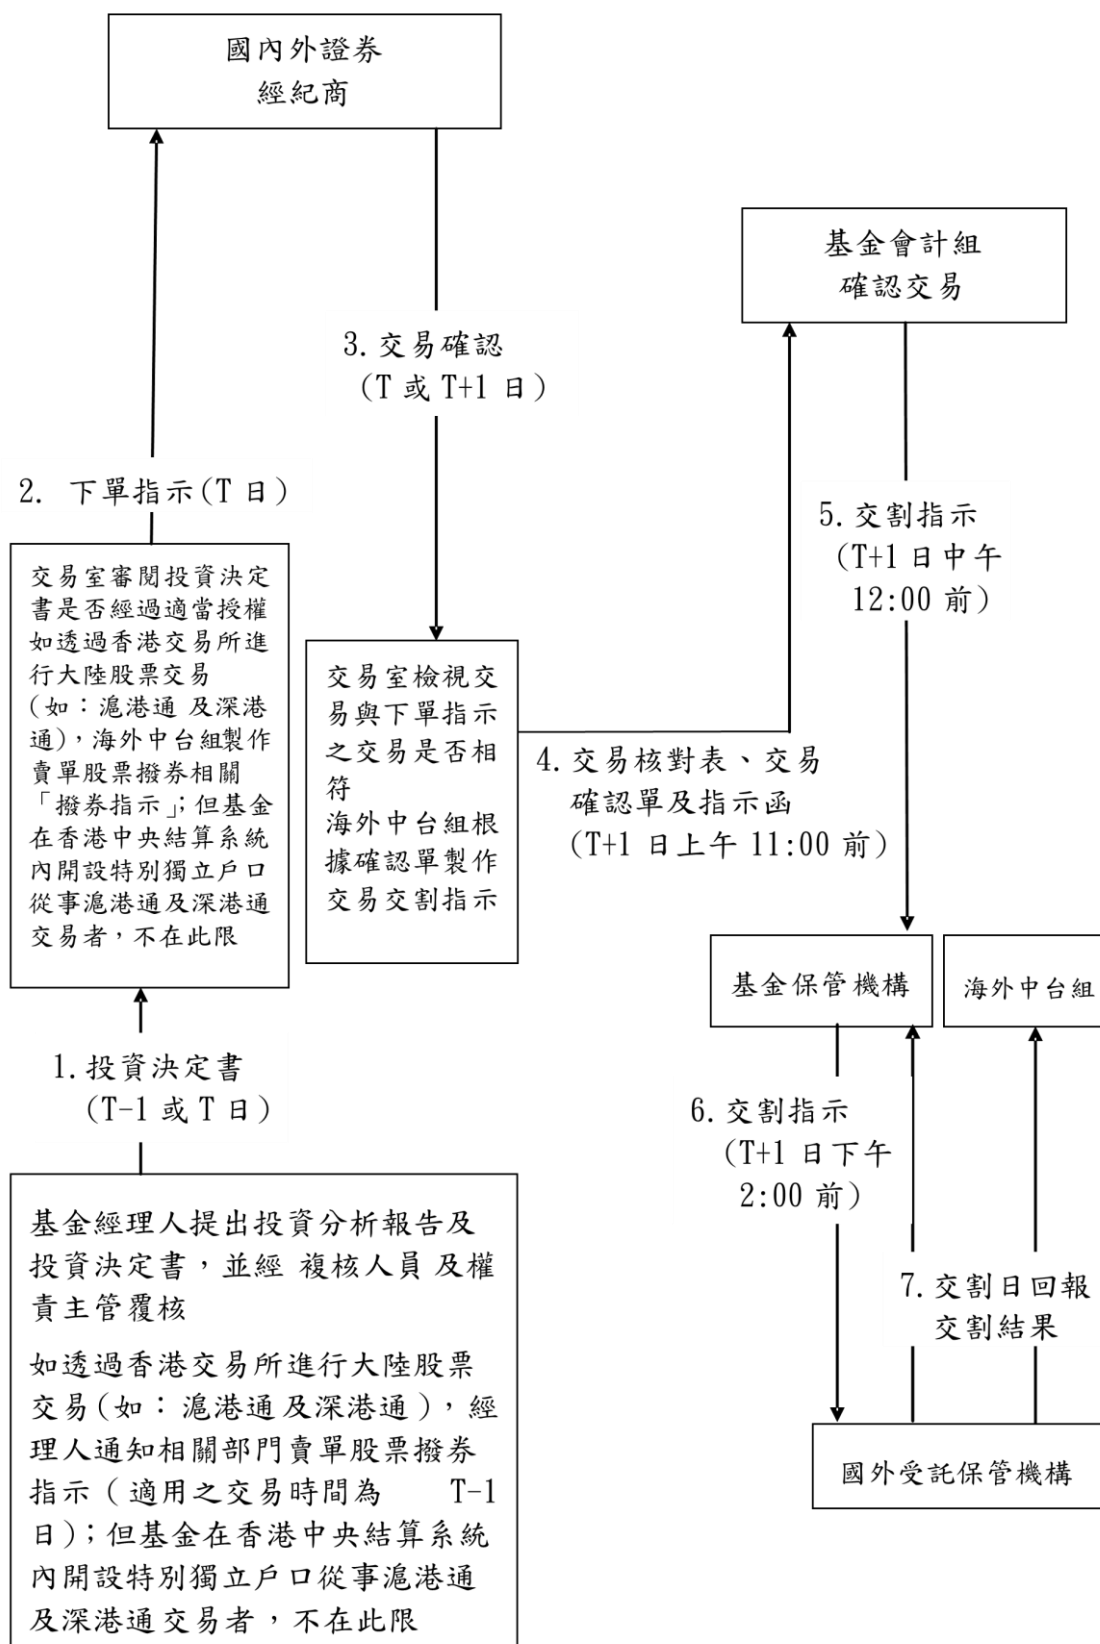 國內外證券
經紀商
基金會計組
確認交易
3.交易確認
(T 或 T+1 日)
2. 下單指示(T 日)
5.交割指示
(T+1 日中午
12:00 前)
交易室審閱投資決定
書是否經過適當授權
如透過香港交易所進
行大陸股票交易
(如：滬港通 及深港
通)，海外中台組製作
賣單股票撥券相關
「撥券指示」；但基金
在香港中央結算系統
內開設特別獨立戶口
從事滬港通及深港通
交易者，不在此限
交易室檢視交
易與下單指示
之交易是否相
符
海外中台組根
據確認單製作
交易交割指示
4.交易核對表、交易
確認單及指示函
(T+1 日上午 11:00 前)
基金保管機構
海外中台組
1.投資決定書
(T-1 或 T 日)
6.交割指示
(T+1 日下午
2:00 前)
基金經理人提出投資分析報告及
投資決定書，並經 複核人員 及權
責主管覆核
如透過香港交易所進行大陸股票
交易(如：滬港通及深港通)，經
理人通知相關部門賣單股票撥券
指示（適用之交易時間為 T-1
日)；但基金在香港中央結算系統
內開設特別獨立戶口從事滬港通
及深港通交易者，不在此限
7.交割日回報
交割結果
國外受託保管機構